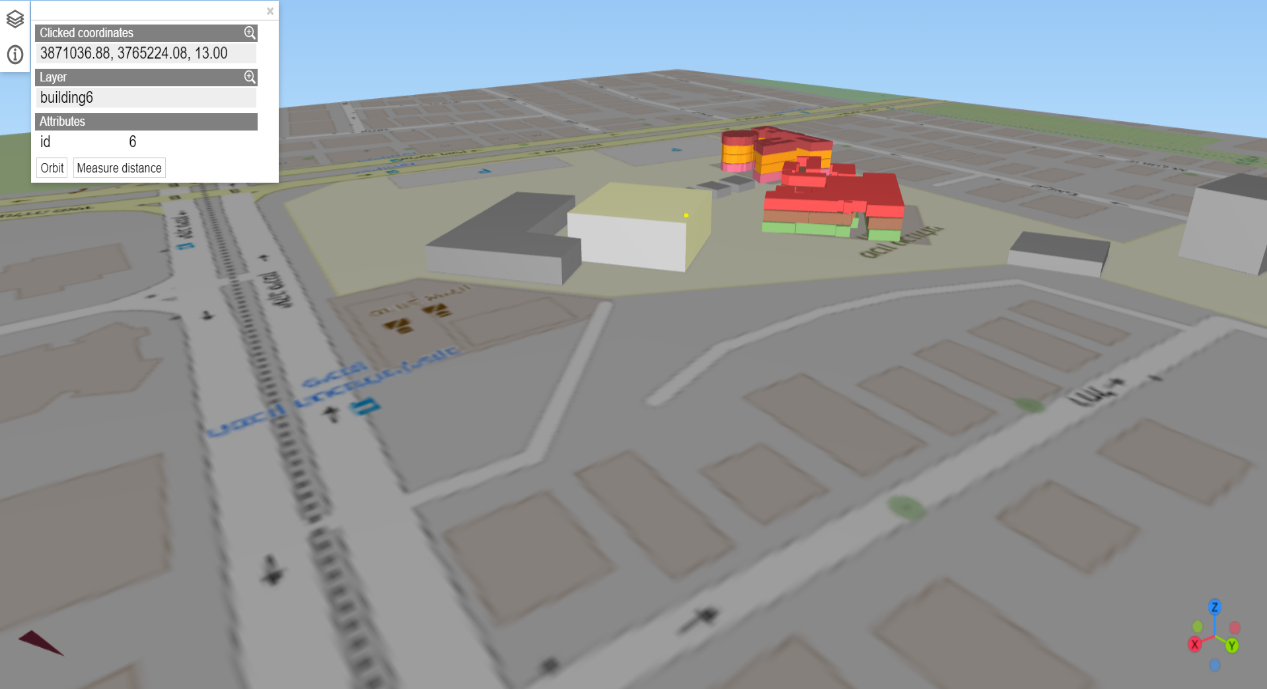 Clicked coordinates
3871036.88, 3765224.08, 13.00
Layer
building6
Attributes
id 6
Orbit Measure distance
Z
X Y